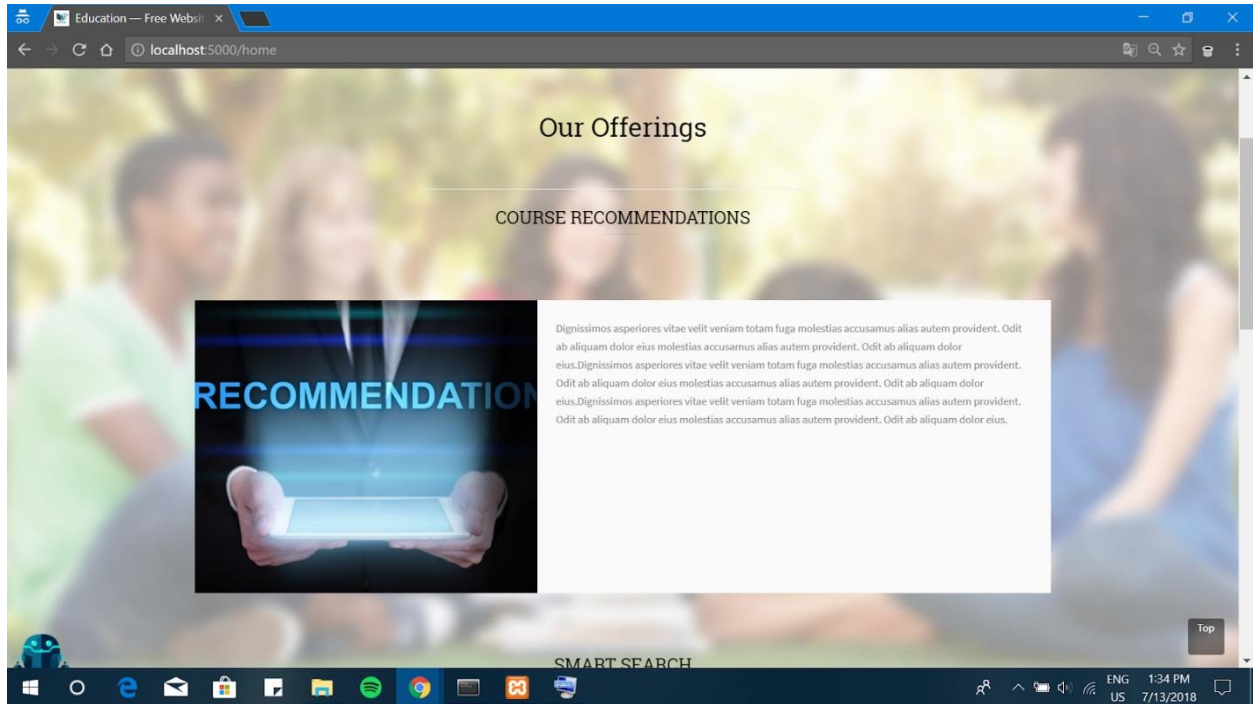 Education — Free Websit
localhost:5000/home
Our Offerings
COURSE RECOMMENDATIONS
RECOMMENDATION
Dignissimos asperiores vitae velit veniam totam fuga molestias accusamus alias autem provident. Odit
ab aliquam dolor eius molestias accusamus alias autem provident. Odit ab aliquam dolor
eius.Dignissimos asperiores vitae velit veniam totam fuga molestias accusamus alias autem provident.
Odit ab aliquam dolor eius molestias accusamus alias autem provident. Odit ab aliquam dolor
eius.Dignissimos asperiores vitae velit veniam totam fuga molestias accusamus alias autem provident.
Odit ab aliquam dolor eius molestias accusamus alias autem provident. Odit ab aliquam dolor eius.
Top
SMART SEARCH
ENG 1:34 PM
US 7/13/2018